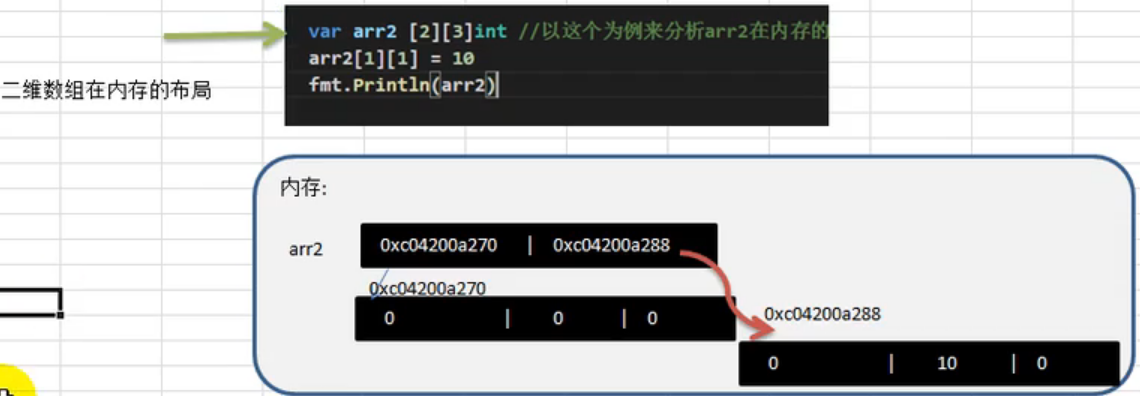 var arr2 [2][3]int //以这个为例来分析arr2在内存的
arr2[1][1] = 10
fmt.Println(arr2)
二维数组在内存的布局
内存:
arr2 0xc04200a270 | 0xc04200a288
0xc04200a270
0 | 0 | 0
0xc04200a288
0 | 10 | 0